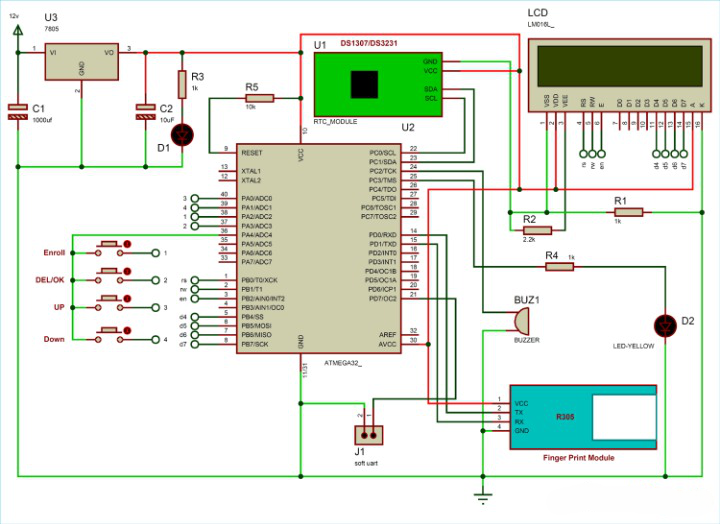 12v
U3
7805
1 VI VO 3
GND
2
C1
1000uf
C2
10uF
R3
1k
D1
R5
10k
U1
DS1307/DS3231
GND
VCC
SDA
SCL
RTC_MODULE
LCD
LM016L_
VSS VDD VEE RS RW E D0 D1 D2 D3 D4 D5 D6 D7 A K
1 2 3 4 5 6 7 8 9 10 11 12 13 14 15 16
rs rw en d4 d5 d6 d7
U2
10
VCC
9 RESET
13 XTAL1
12 XTAL2
3 40 PA0/ADC0
4 39 PA1/ADC1
1 38 PA2/ADC2
2 37 PA3/ADC3
36 PA4/ADC4
35 PA5/ADC5
34 PA6/ADC6
33 PA7/ADC7
rs 1 PB0/T0/XCK
rw 2 PB1/T1
en 3 PB2/AIN0/INT2
4 PB3/AIN1/OC0
d4 5 PB4/SS
d5 6 PB5/MOSI
d6 7 PB6/MISO
d7 8 PB7/SCK
PC0/SCL 22
PC1/SDA 23
PC2/TCK 24
PC3/TMS 25
PC4/TDO 26
PC5/TDI 27
PC6/TOSC1 28
PC7/TOSC2 29
PD0/RXD 14
PD1/TXD 15
PD2/INT0 16
PD3/INT1 17
PD4/OC1B 18
PD5/OC1A 19
PD6/ICP1 20
PD7/OC2 21
AREF 32
AVCC 30
GND
11/31
ATMEGA32_
Enroll 1
DEL/OK 2
UP 3
Down 4
R1
1k
R2
2.2k
R4 1k
BUZ1
BUZZER
D2
LED-YELLOW
2 1
J1
soft uart
1 VCC
2 TX
3 RX
4 GND
R305
Finger Print Module